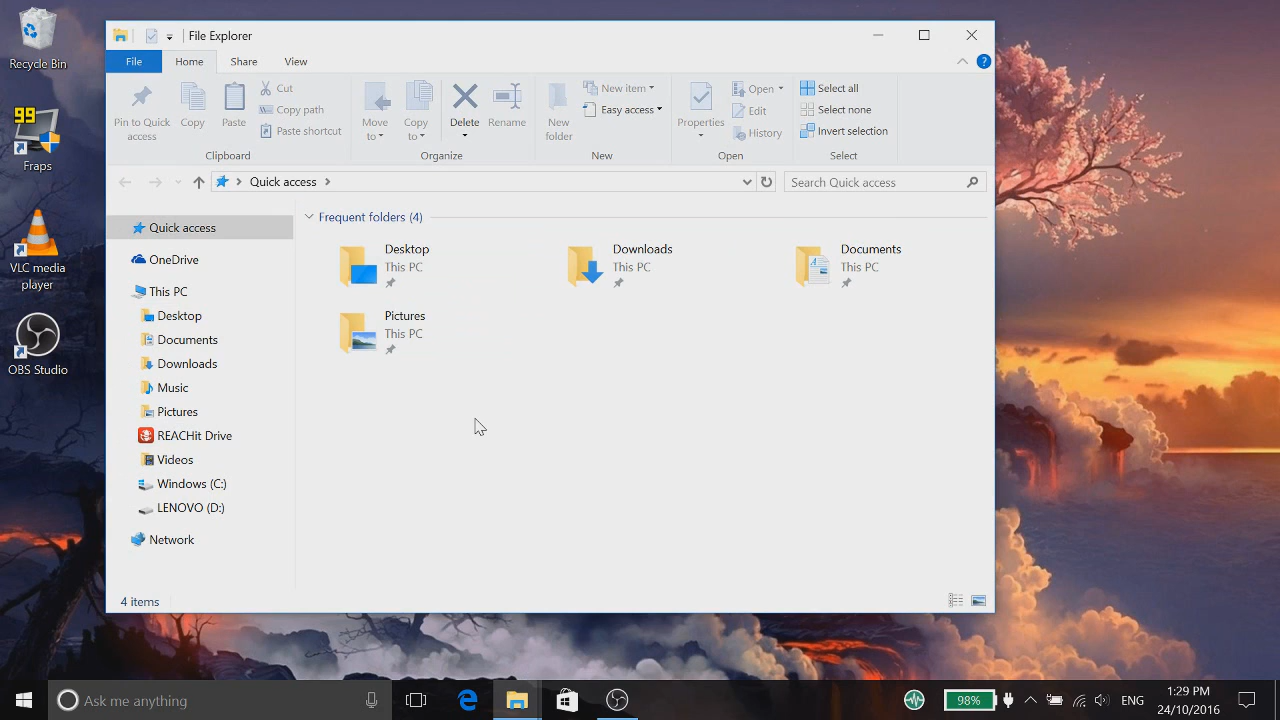 Recycle Bin
99
Fraps
VLC media
player
OBS Studio
File Explorer
File
Home
Share
View
Pin to Quick
access
Copy
Paste
Cut
Copy path
Paste shortcut
Clipboard
Move
to
Copy
to
Delete
Rename
Organize
New
folder
New item
Easy access
New
Properties
Open
Edit
History
Open
Select all
Select none
Invert selection
Select
Quick access
Search Quick access
Quick access
OneDrive
This PC
Desktop
Documents
Downloads
Music
Pictures
REACHit Drive
Videos
Windows (C:)
LENOVO (D:)
Network
Frequent folders (4)
Desktop
This PC
Downloads
This PC
Documents
This PC
Pictures
This PC
4 items
Ask me anything
98%
ENG
1:29 PM
24/10/2016